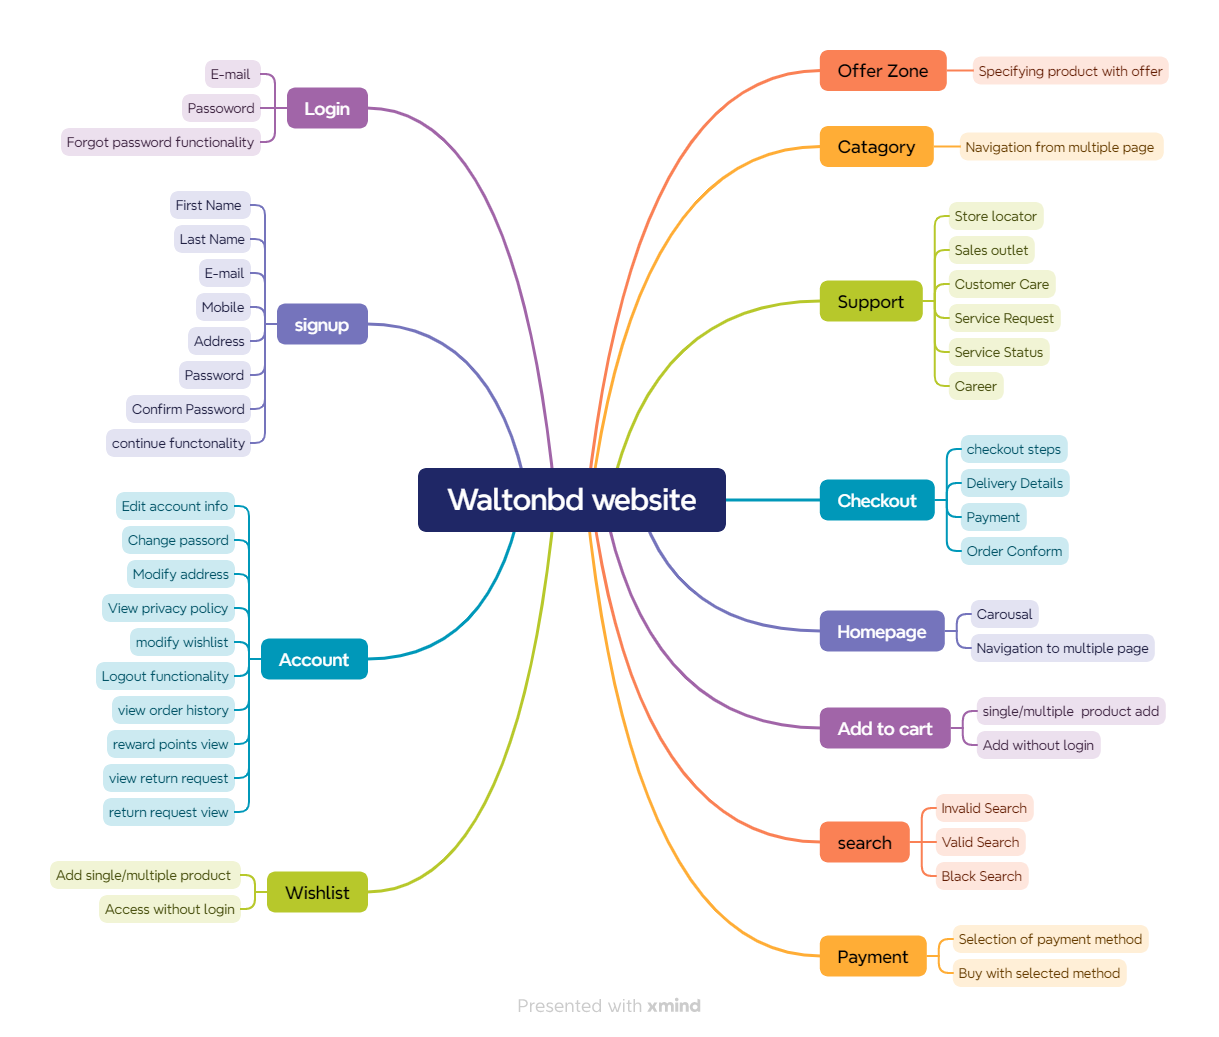 Waltonbd website
Login
E-mail
Passoword
Forgot password functionality
signup
First Name
Last Name
E-mail
Mobile
Address
Password
Confirm Password
continue functonality
Account
Edit account info
Change passord
Modify address
View privacy policy
modify wishlist
Logout functionality
view order history
reward points view
view return request
return request view
Wishlist
Add single/multiple product
Access without login
Offer Zone
Specifying product with offer
Catagory
Navigation from multiple page
Support
Store locator
Sales outlet
Customer Care
Service Request
Service Status
Career
Checkout
checkout steps
Delivery Details
Payment
Order Conform
Homepage
Carousal
Navigation to multiple page
Add to cart
single/multiple  product add
Add without login
search
Invalid Search
Valid Search
Black Search
Payment
Selection of payment method
Buy with selected method
Presented with xmind